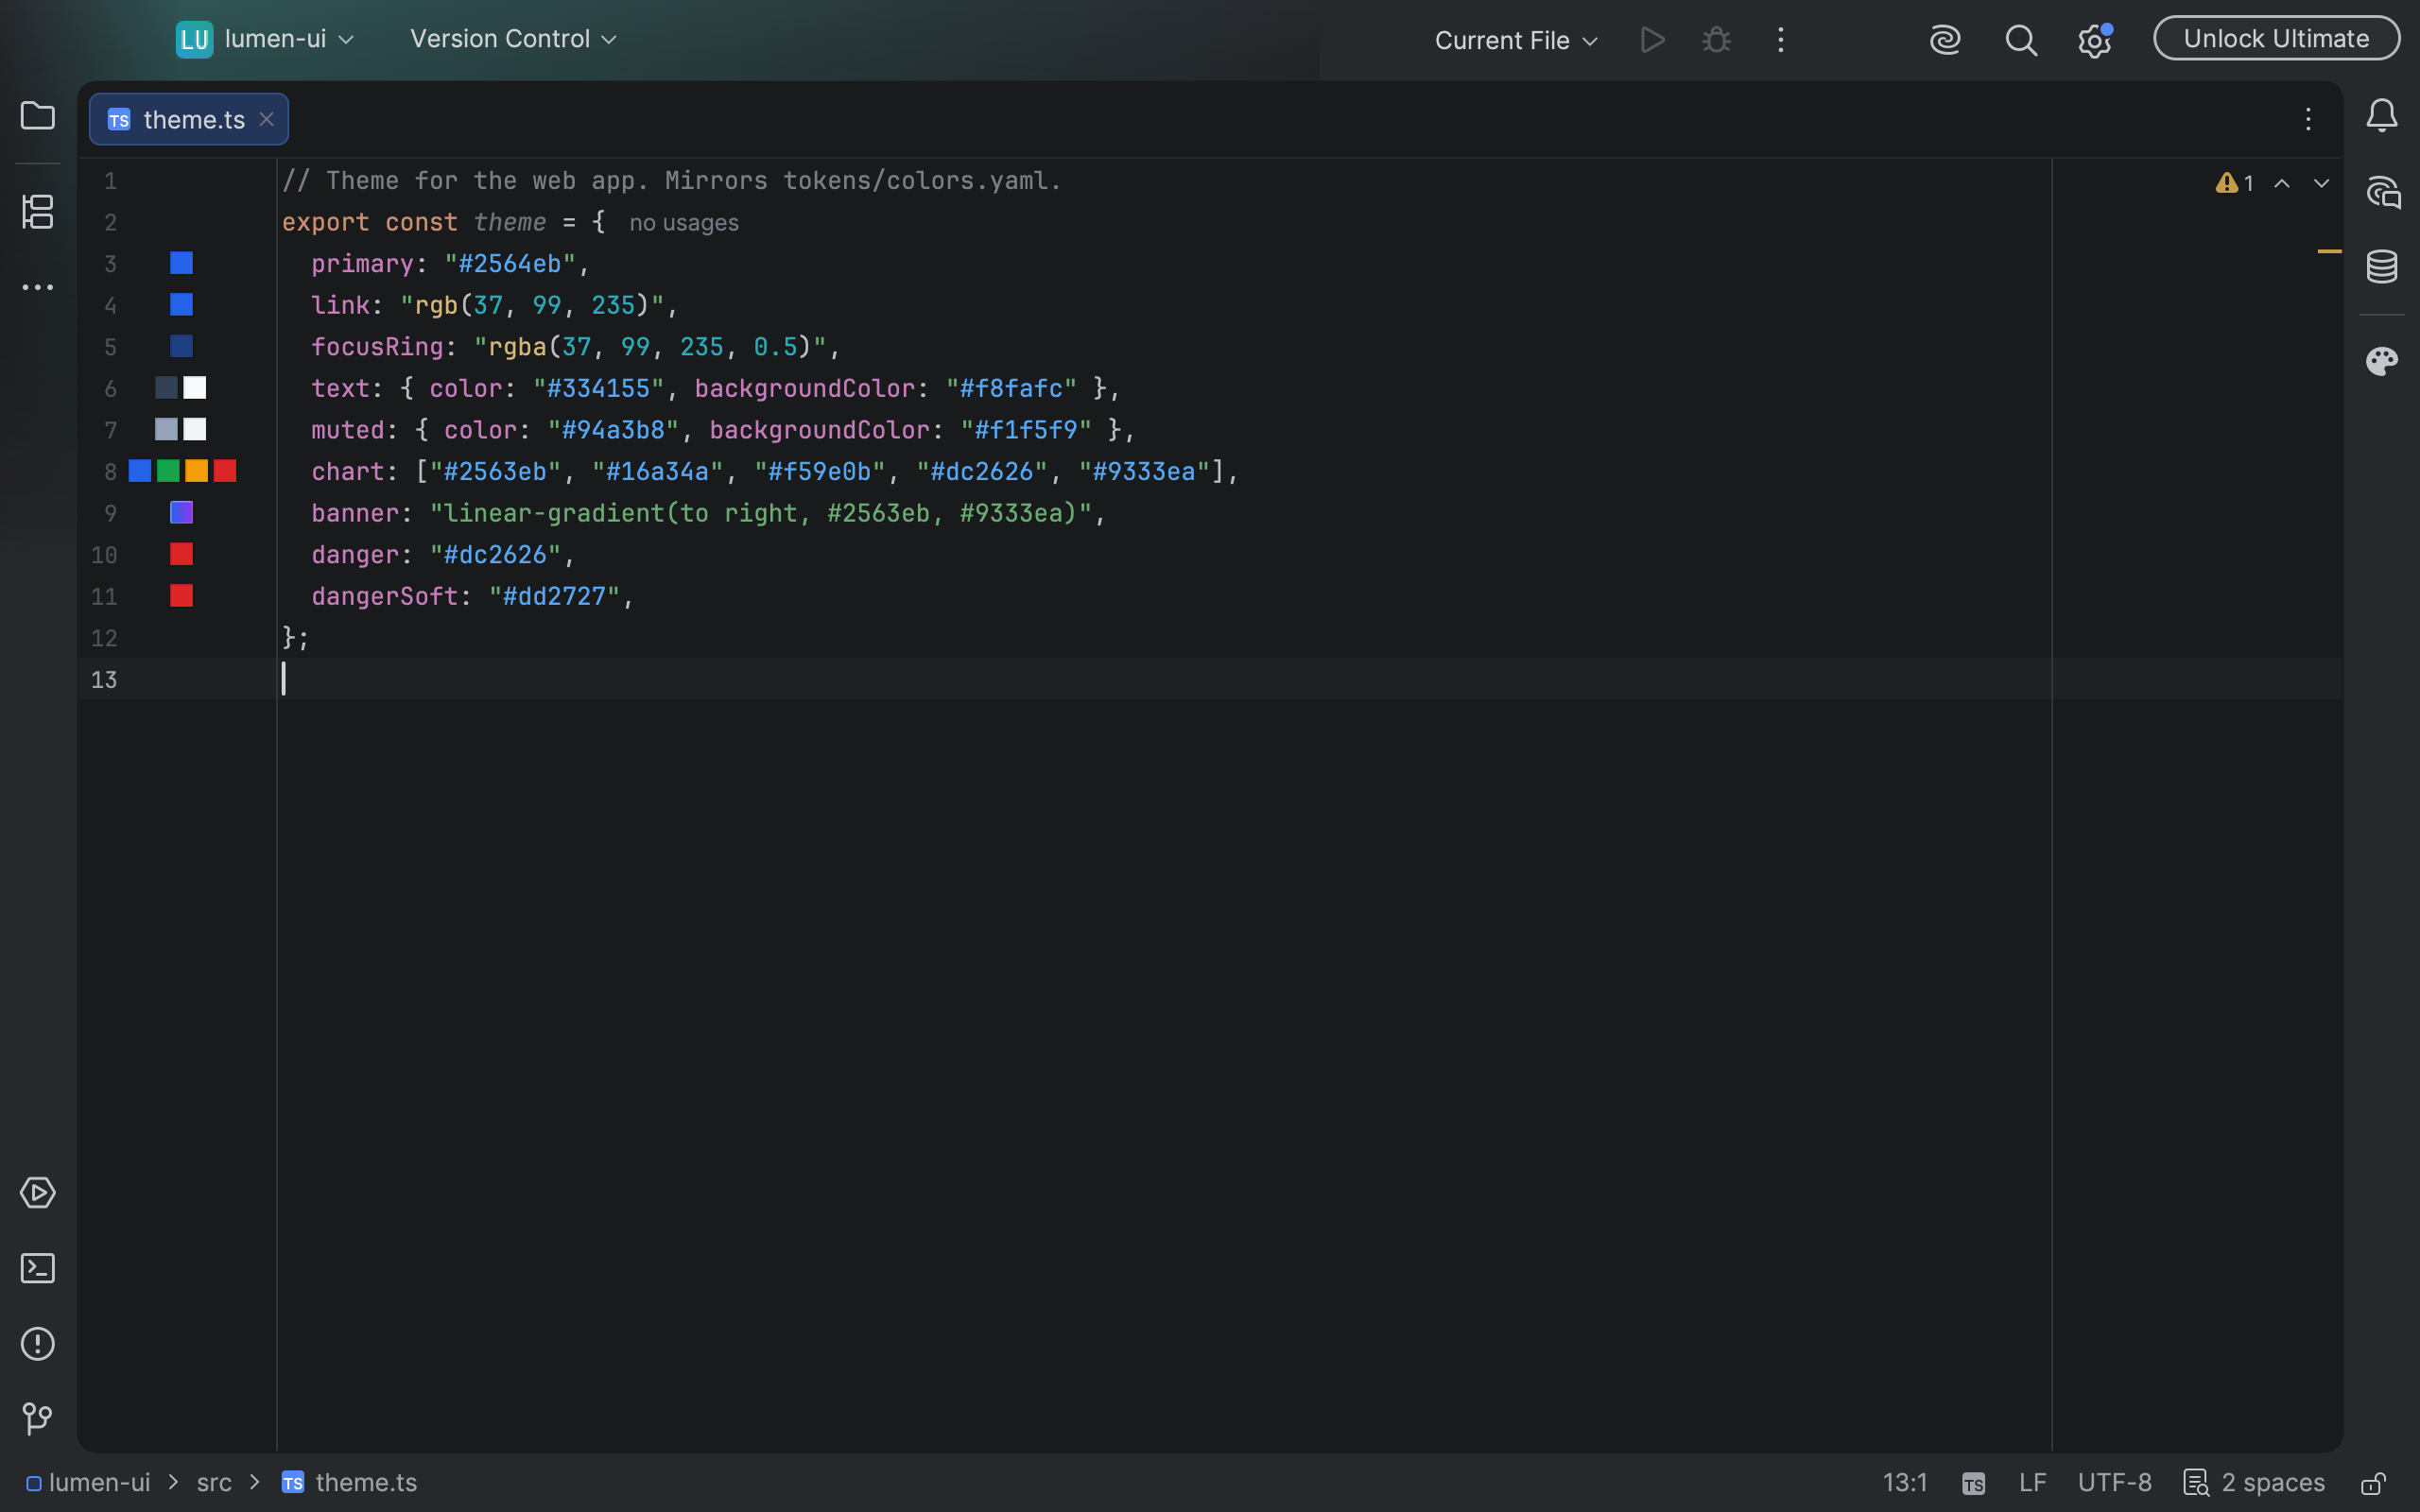 LU lumen-ui Version Control Current File Unlock Ultimate
TS theme.ts
1 // Theme for the web app. Mirrors tokens/colors.yaml.
2 export const theme = { no usages
3 primary: "#2564eb",
4 link: "rgb(37, 99, 235)",
5 focusRing: "rgba(37, 99, 235, 0.5)",
6 text: { color: "#334155", backgroundColor: "#f8fafc" },
7 muted: { color: "#94a3b8", backgroundColor: "#f1f5f9" },
8 chart: ["#2563eb", "#16a34a", "#f59e0b", "#dc2626", "#9333ea"],
9 banner: "linear-gradient(to right, #2563eb, #9333ea)",
10 danger: "#dc2626",
11 dangerSoft: "#dd2727",
12 };
13
1
lumen-ui > src > TS theme.ts 13:1 TS LF UTF-8 2 spaces